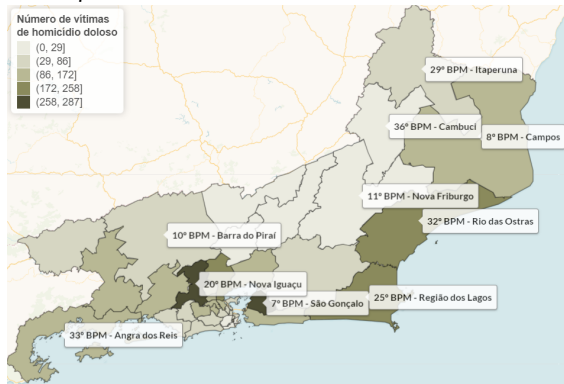 Número de vítimas
de homicídio doloso
(0, 29]
(29, 86]
(86, 172]
(172, 258]
(258, 287]
29º BPM - Itaperuna
36º BPM - Cambuci
8º BPM - Campos
11º BPM - Nova Friburgo
32º BPM - Rio das Ostras
10º BPM - Barra do Piraí
20º BPM - Nova Iguaçu
7º BPM - São Gonçalo
25º BPM - Região dos Lagos
33º BPM - Angra dos Reis